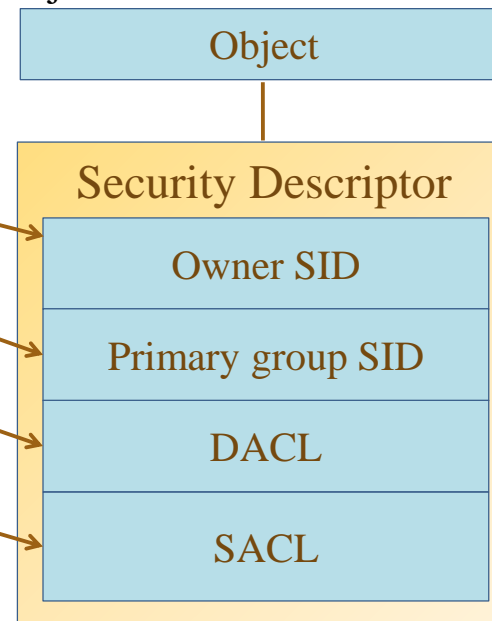 Object
Security Descriptor
Owner SID
Primary group SID
DACL
SACL